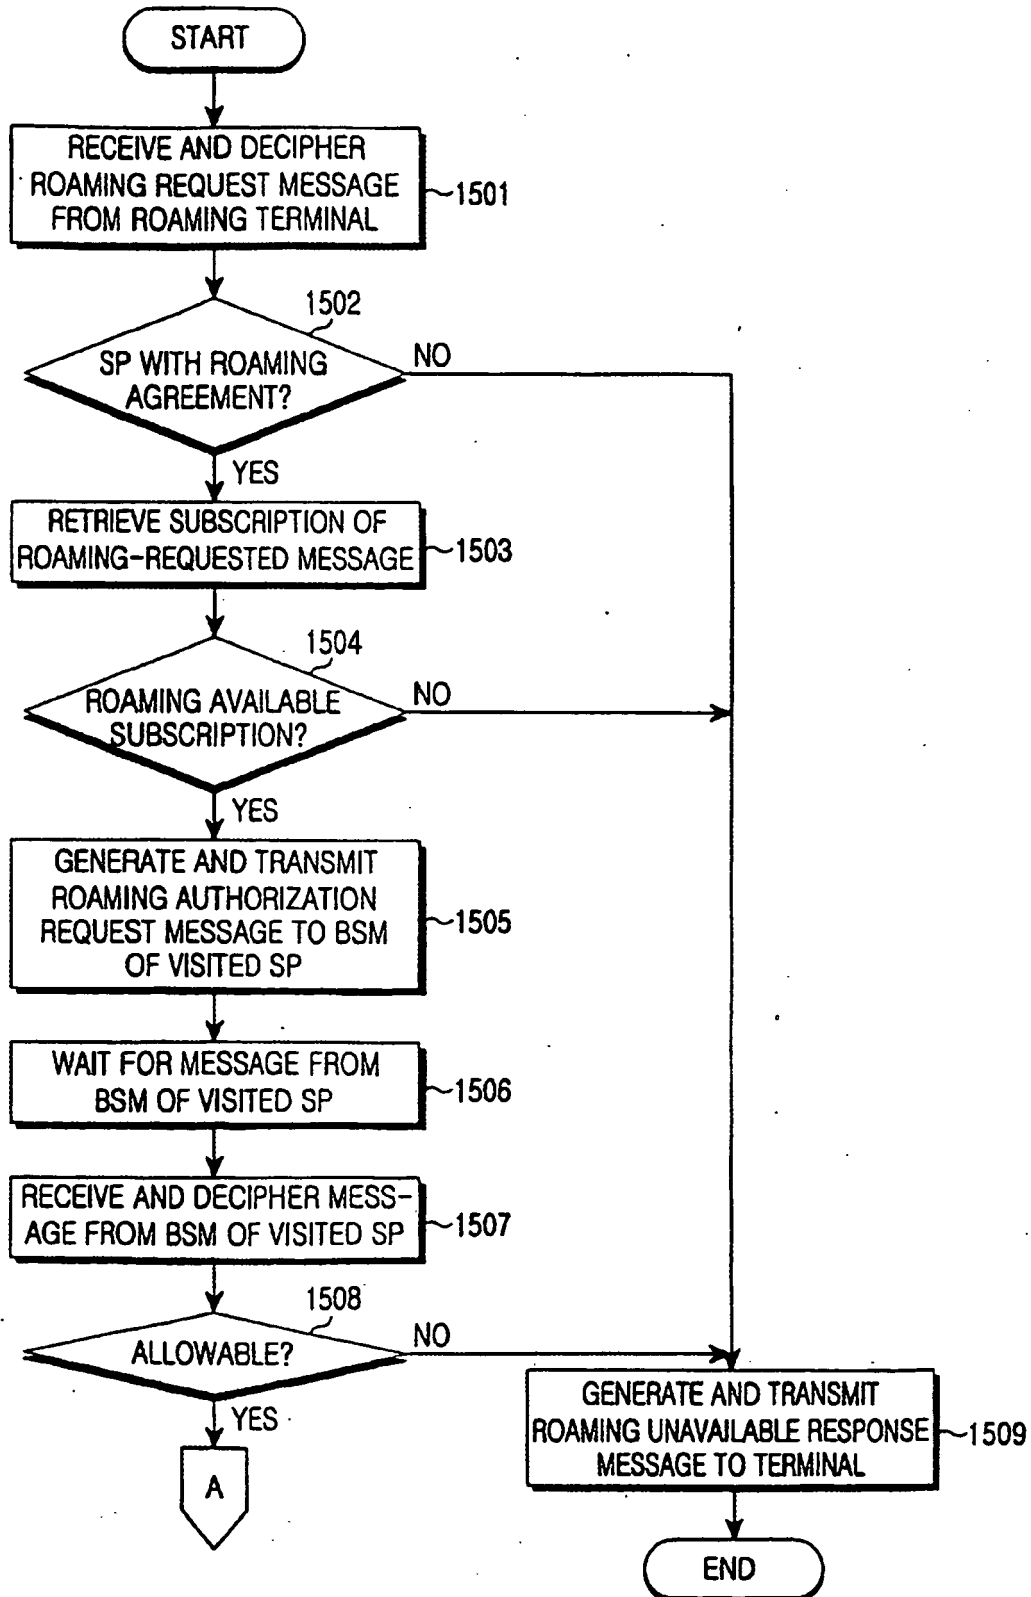 START
RECEIVE AND DECIPHER
ROAMING REQUEST MESSAGE
FROM ROAMING TERMINAL
1501
1502
SP WITH ROAMING
AGREEMENT?
NO
YES
RETRIEVE SUBSCRIPTION OF
ROAMING-REQUESTED MESSAGE
1503
1504
ROAMING AVAILABLE
SUBSCRIPTION?
NO
YES
GENERATE AND TRANSMIT
ROAMING AUTHORIZATION
REQUEST MESSAGE TO BSM
OF VISITED SP
1505
WAIT FOR MESSAGE FROM
BSM OF VISITED SP
1506
RECEIVE AND DECIPHER MESS-
AGE FROM BSM OF VISITED SP
1507
1508
ALLOWABLE?
NO
YES
A
GENERATE AND TRANSMIT
ROAMING UNAVAILABLE RESPONSE
MESSAGE TO TERMINAL
1509
END